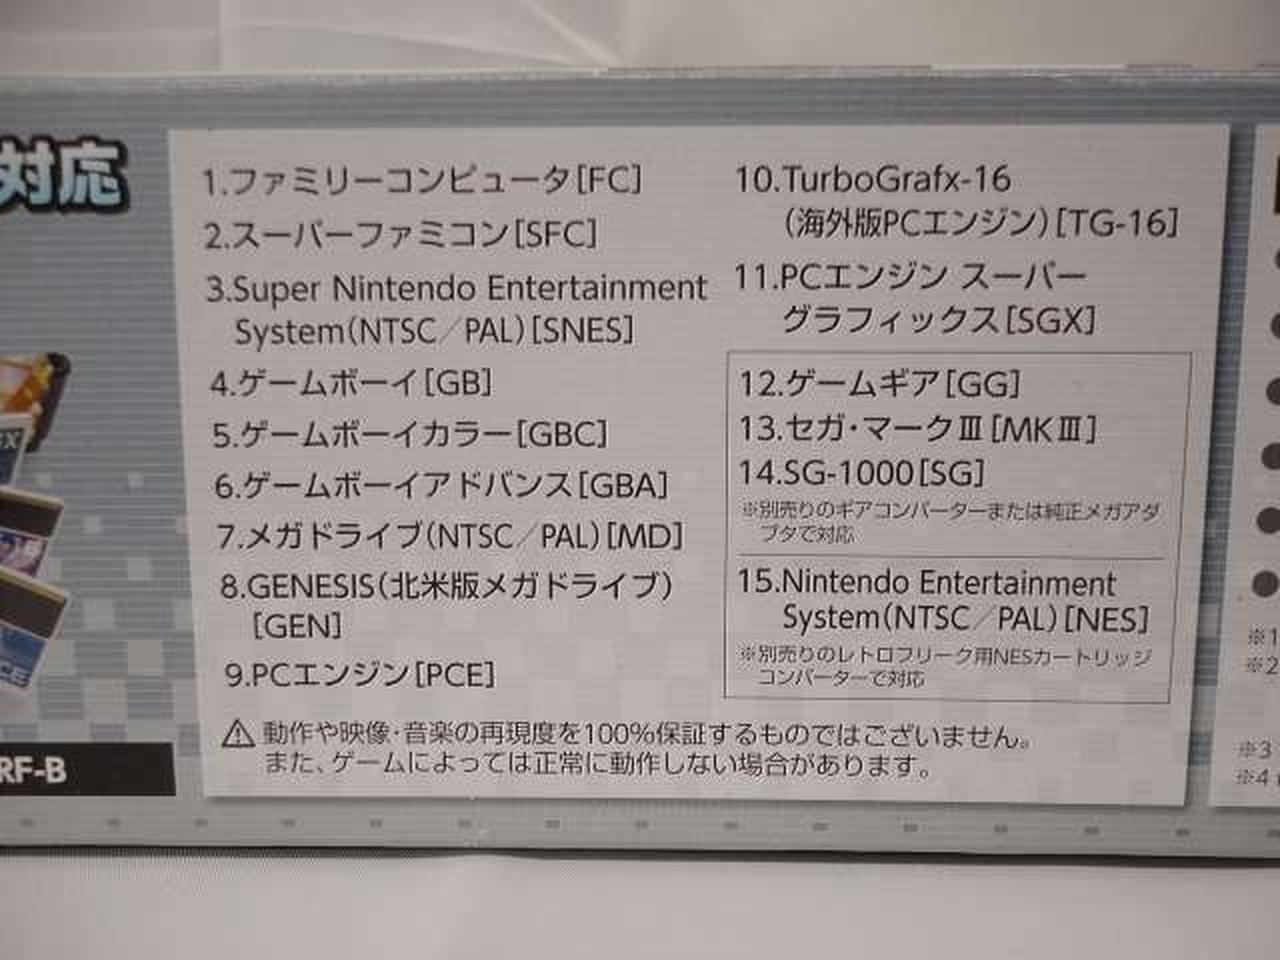 対応
1.ファミリーコンピュータ[FC]
2.スーパーファミコン[SFC]
3.Super Nintendo Entertainment
System(NTSC／PAL)[SNES]
4.ゲームボーイ[GB]
5.ゲームボーイカラー[GBC]
6.ゲームボーイアドバンス[GBA]
7.メガドライブ(NTSC／PAL)[MD]
8.GENESIS(北米版メガドライブ)
[GEN]
9.PCエンジン[PCE]
10.TurboGrafx-16
(海外版PCエンジン)[TG-16]
11.PCエンジン スーパー
グラフィックス[SGX]
12.ゲームギア[GG]
13.セガ・マークⅢ[MKⅢ]
14.SG-1000[SG]
※別売りのギアコンバーターまたは純正メガアダ
プタで対応
15.Nintendo Entertainment
System(NTSC／PAL)[NES]
※別売りのレトロフリーク用NESカートリッジ
コンバーターで対応
⚠動作や映像・音楽の再現度を100%保証するものではございません。
また、ゲームによっては正常に動作しない場合があります。
RF-B
※1
※2
※3
※4